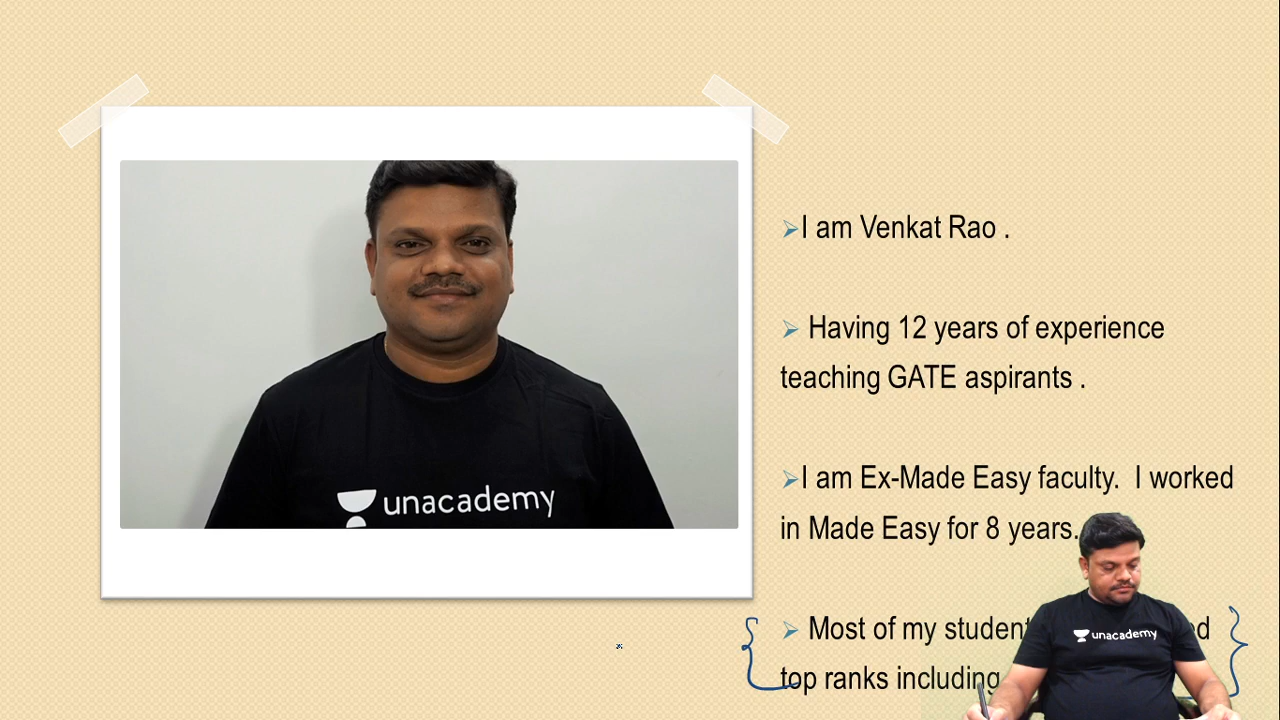 I am Venkat Rao .
Having 12 years of experience
teaching GATE aspirants .
I am Ex-Made Easy faculty. I worked
in Made Easy for 8 years.
Most of my
top ranks including
unacademy
unacademy